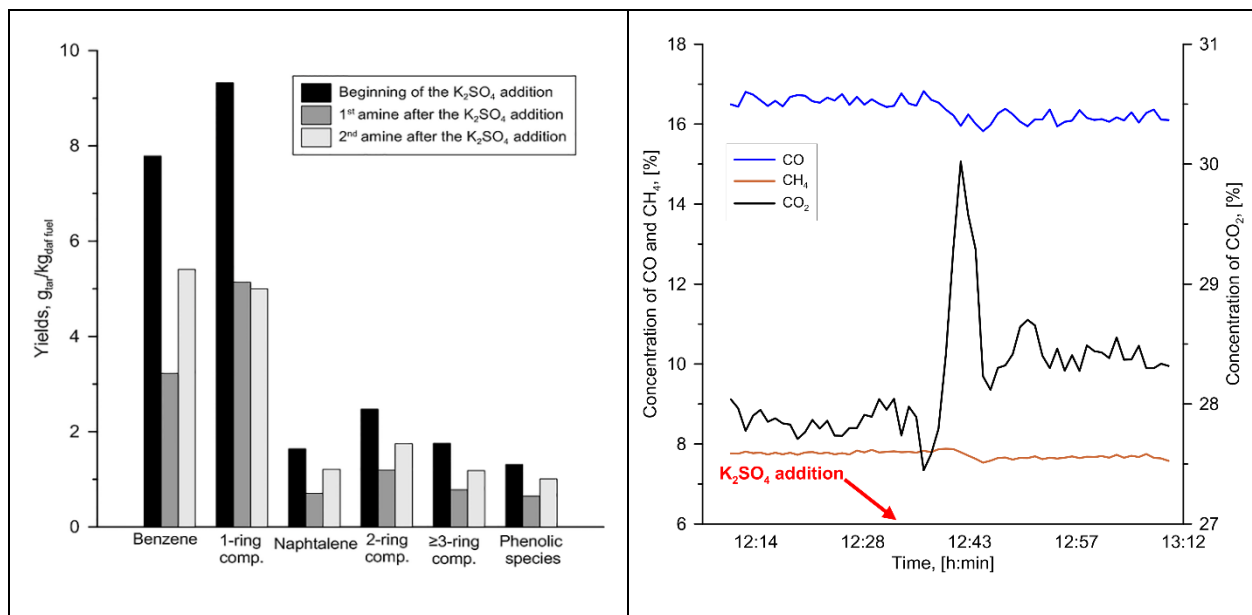 10
8
6
4
2
0
Yields, g_tar/kg_daf fuel
Beginning of the K₂SO₄ addition
1ˢᵗ amine after the K₂SO₄ addition
2ⁿᵈ amine after the K₂SO₄ addition
Benzene
1-ring
comp.
Naphtalene
2-ring
comp.
≥3-ring
comp.
Phenolic
species
18
16
14
12
10
8
6
Concentration of CO and CH₄, [%]
CO
CH₄
CO₂
K₂SO₄ addition
31
30
29
28
27
Concentration of CO₂, [%]
12:14
12:28
12:43
12:57
13:12
Time, [h:min]